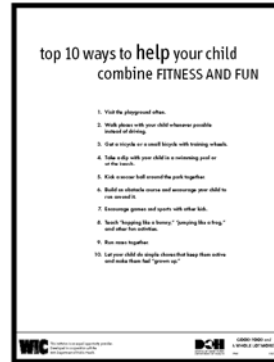 top 10 ways to help your child
combine FITNESS AND FUN
1. Visit the playground often.
2. Walk places with your child whenever possible
instead of driving.
3. Get a tricycle or a small bicycle with training wheels.
4. Take a dip with your child in a swimming pool or
at the beach.
5. Kick a soccer ball around the park together.
6. Build an obstacle course and encourage your child to
run around it.
7. Encourage games and sports with other kids.
8. Teach "hopping like a bunny," "jumping like a frog,"
and other fun activities.
9. Run races together.
10. Let your child do simple chores that keep them active
and make them feel "grown up."
WIC
DOH